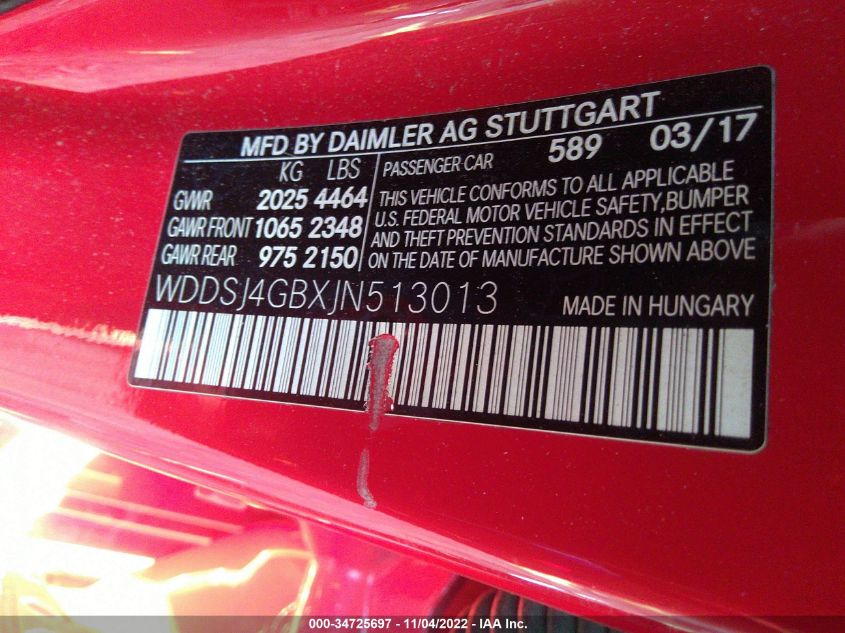 MFD BY DAIMLER AG STUTTGART
KG LBS
GWWR 2025 4464
GAWR FRONT 1065 2348
GAWR REAR 975 2150
PASSENGER CAR 589 03/17
THIS VEHICLE CONFORMS TO ALL APPLICABLE
U.S. FEDERAL MOTOR VEHICLE SAFETY,BUMPER
AND THEFT PREVENTION STANDARDS IN EFFECT
ON THE DATE OF MANUFACTURE SHOWN ABOVE
WDDSJ4GBXJN513013 MADE IN HUNGARY
000-34725697 - 11/04/2022 - IAA Inc.